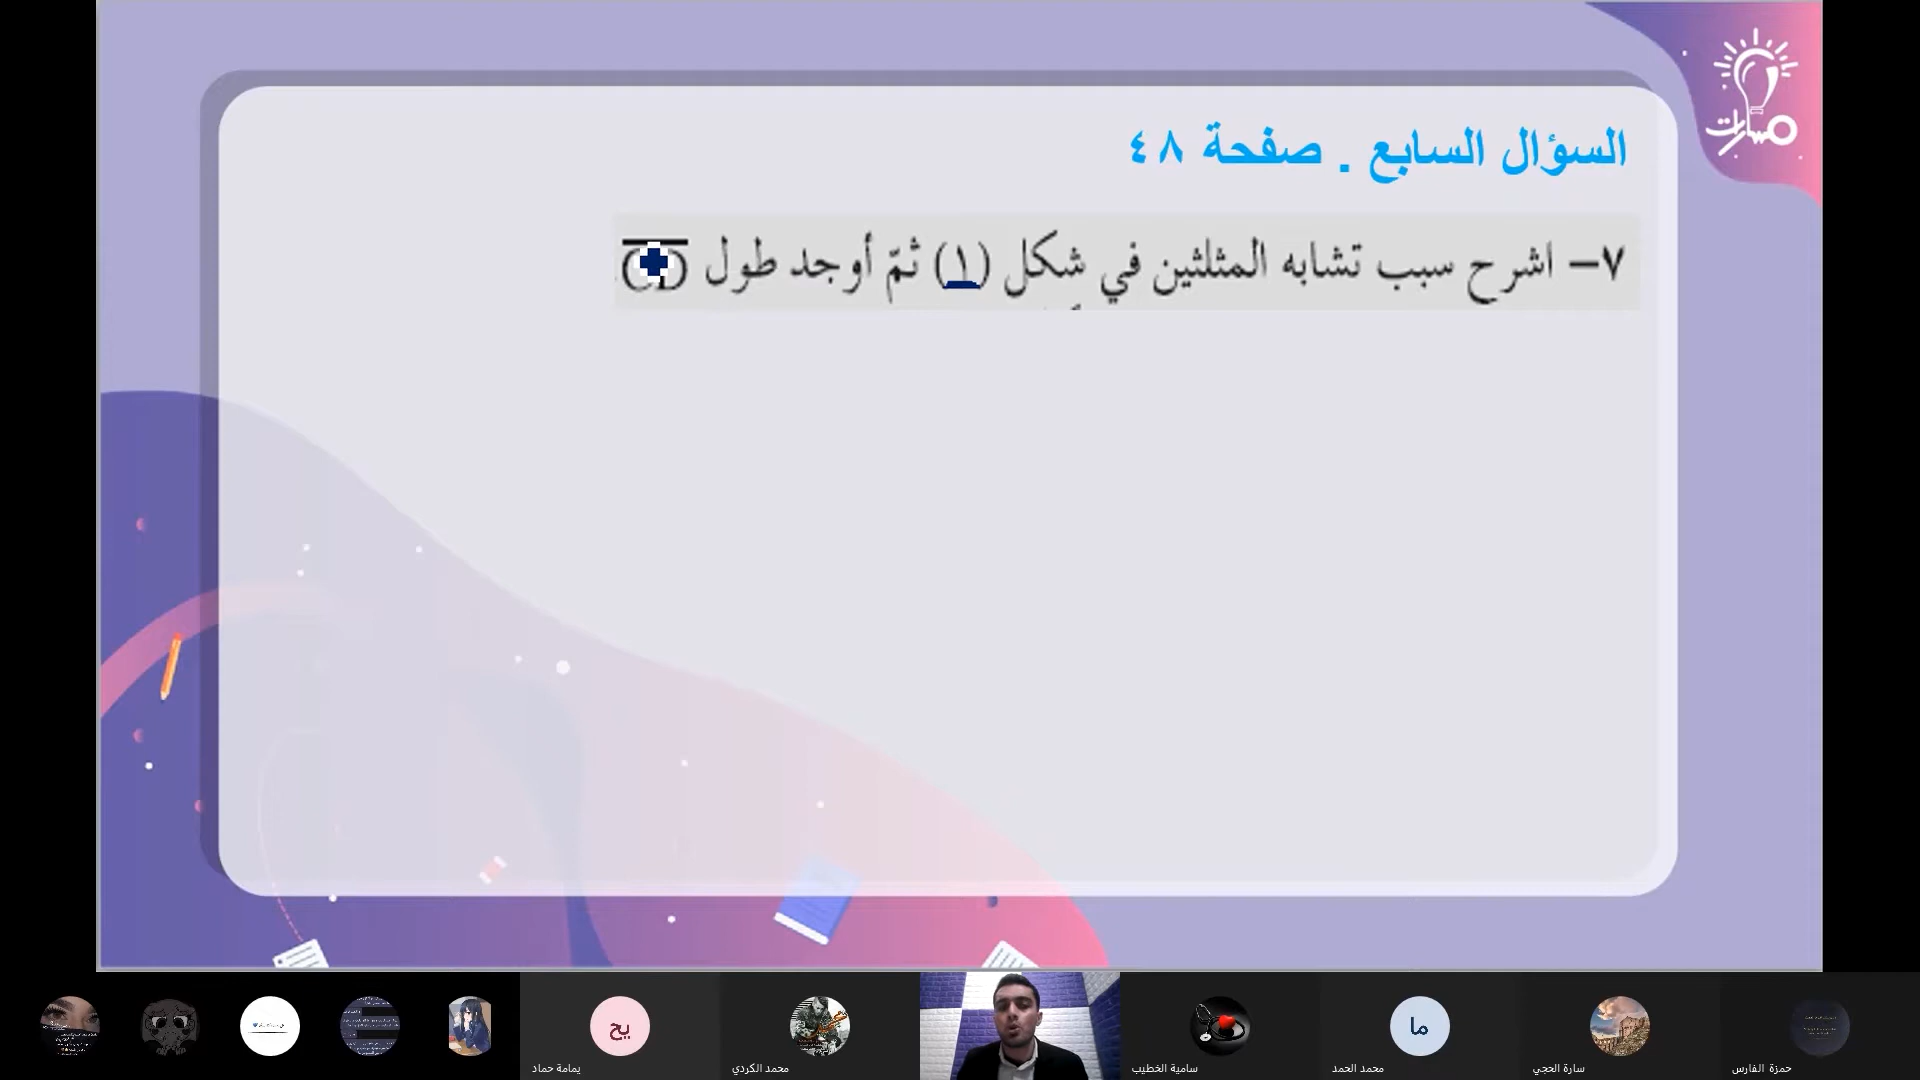 مسارات
السؤال السابع . صفحة ٤٨
٧– اشرح سبب تشابه المثلثين في شكل (١) ثمّ أوجد طول
يح
ما
يمامة حماد
محمد الكردي
سامية الخطيب
محمد الحمد
سارة الحجي
حمزة الفارس